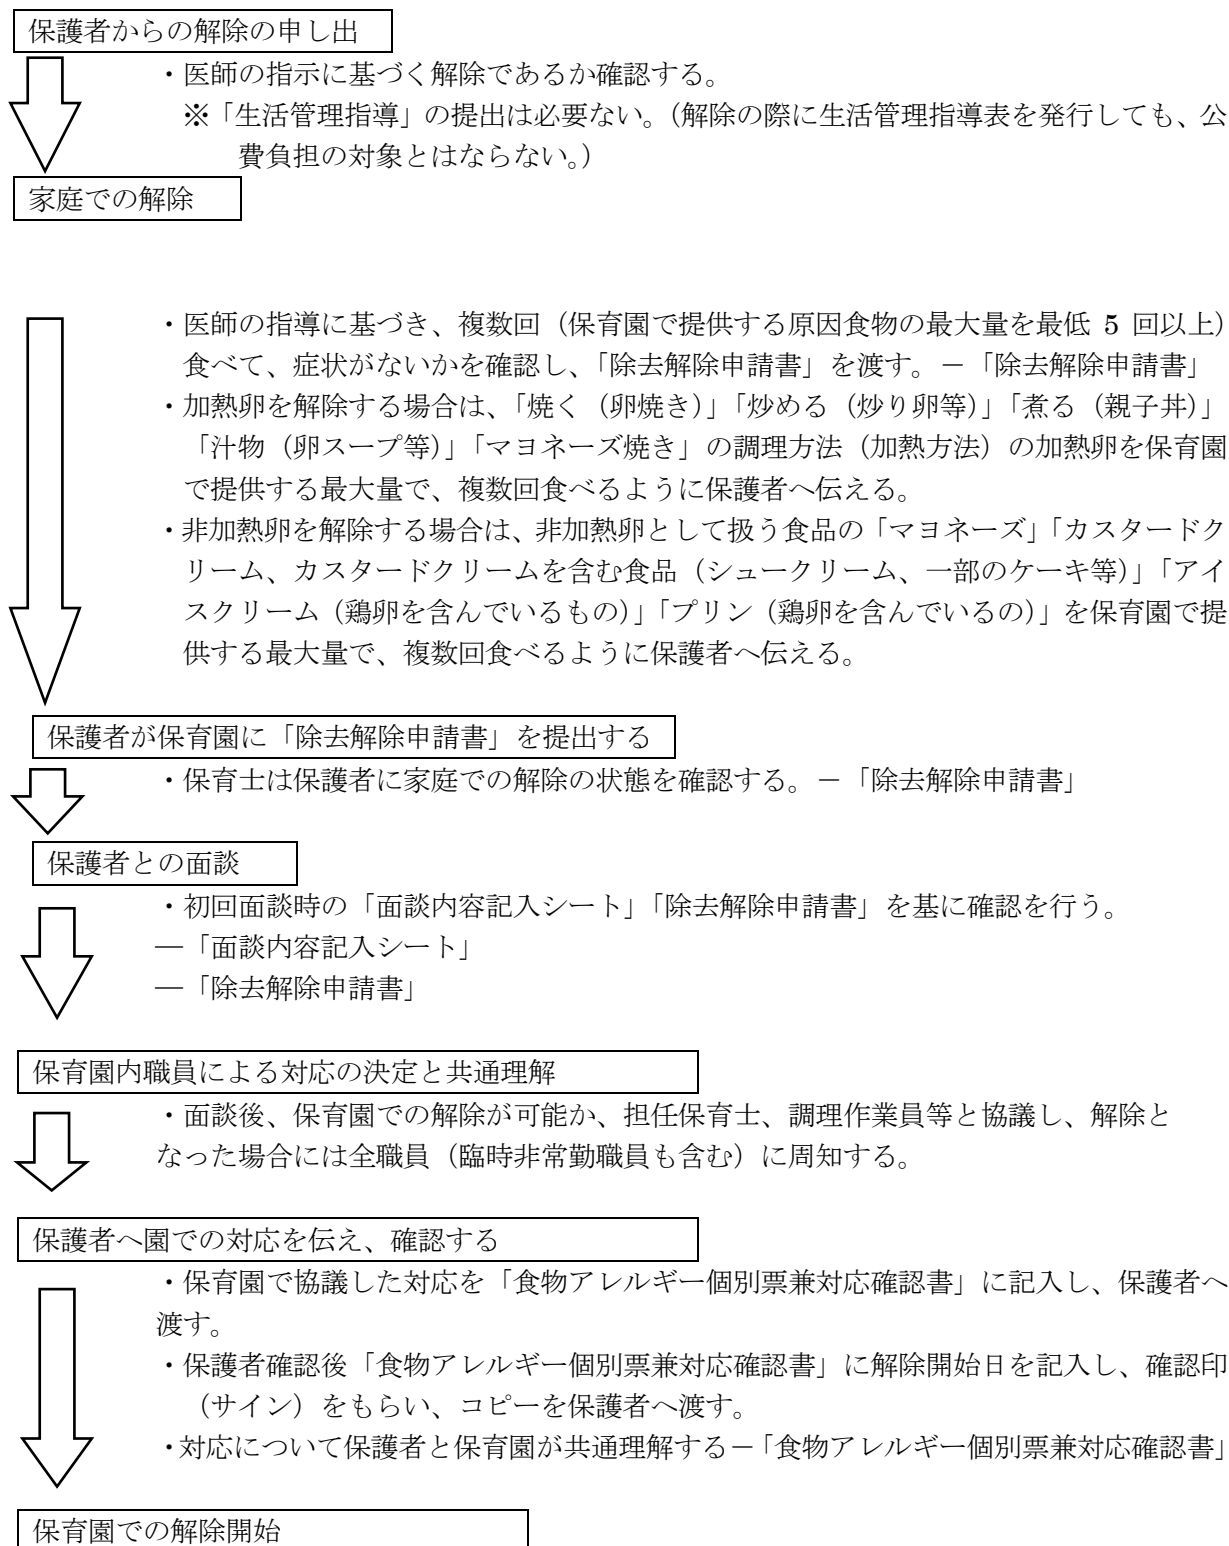 保護者からの解除の申し出
・医師の指示に基づく解除であるか確認する。
※「生活管理指導」の提出は必要ない。（解除の際に生活管理指導表を発行しても、公
費負担の対象とはならない。）
家庭での解除
・医師の指導に基づき、複数回（保育園で提供する原因食物の最大量を最低 5 回以上）
食べて、症状がないかを確認し、「除去解除申請書」を渡す。－「除去解除申請書」
・加熱卵を解除する場合は、「焼く（卵焼き）」「炒める（炒り卵等）」「煮る（親子丼）」
「汁物（卵スープ等）」「マヨネーズ焼き」の調理方法（加熱方法）の加熱卵を保育園
で提供する最大量で、複数回食べるように保護者へ伝える。
・非加熱卵を解除する場合は、非加熱卵として扱う食品の「マヨネーズ」「カスタードク
リーム、カスタードクリームを含む食品（シュークリーム、一部のケーキ等）」「アイ
スクリーム（鶏卵を含んでいるもの）」「プリン（鶏卵を含んでいるの）」を保育園で提
供する最大量で、複数回食べるように保護者へ伝える。
保護者が保育園に「除去解除申請書」を提出する
・保育士は保護者に家庭での解除の状態を確認する。－「除去解除申請書」
保護者との面談
・初回面談時の「面談内容記入シート」「除去解除申請書」を基に確認を行う。
―「面談内容記入シート」
―「除去解除申請書」
保育園内職員による対応の決定と共通理解
・面談後、保育園での解除が可能か、担任保育士、調理作業員等と協議し、解除と
なった場合には全職員（臨時非常勤職員も含む）に周知する。
保護者へ園での対応を伝え、確認する
・保育園で協議した対応を「食物アレルギー個別票兼対応確認書」に記入し、保護者へ
渡す。
・保護者確認後「食物アレルギー個別票兼対応確認書」に解除開始日を記入し、確認印
（サイン）をもらい、コピーを保護者へ渡す。
・対応について保護者と保育園が共通理解する－「食物アレルギー個別票兼対応確認書」
保育園での解除開始